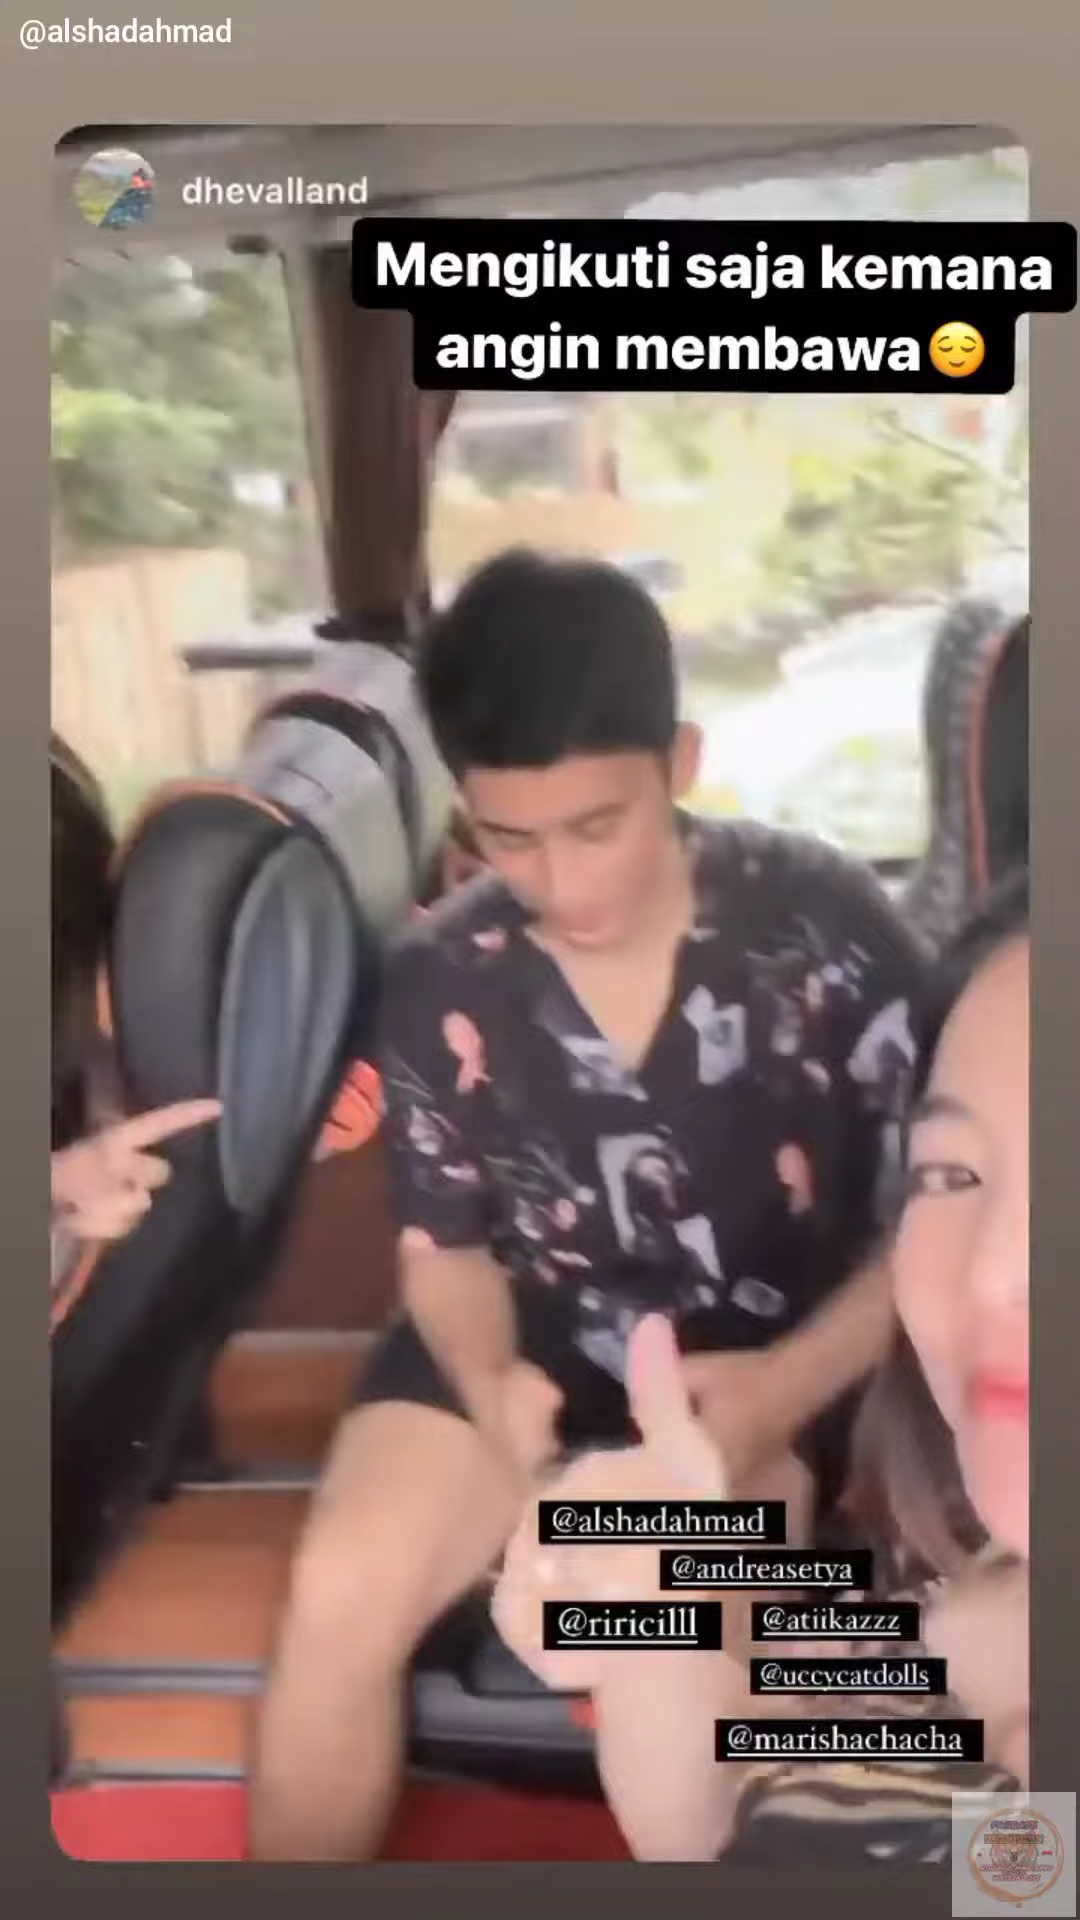 @alshadahmad
dhevalland
Mengikuti saja kemana
angin membawa😌
@alshadahmad
@andreasetya
@riricilll
@atiikazzz
@uccycatdolls
@marishachacha